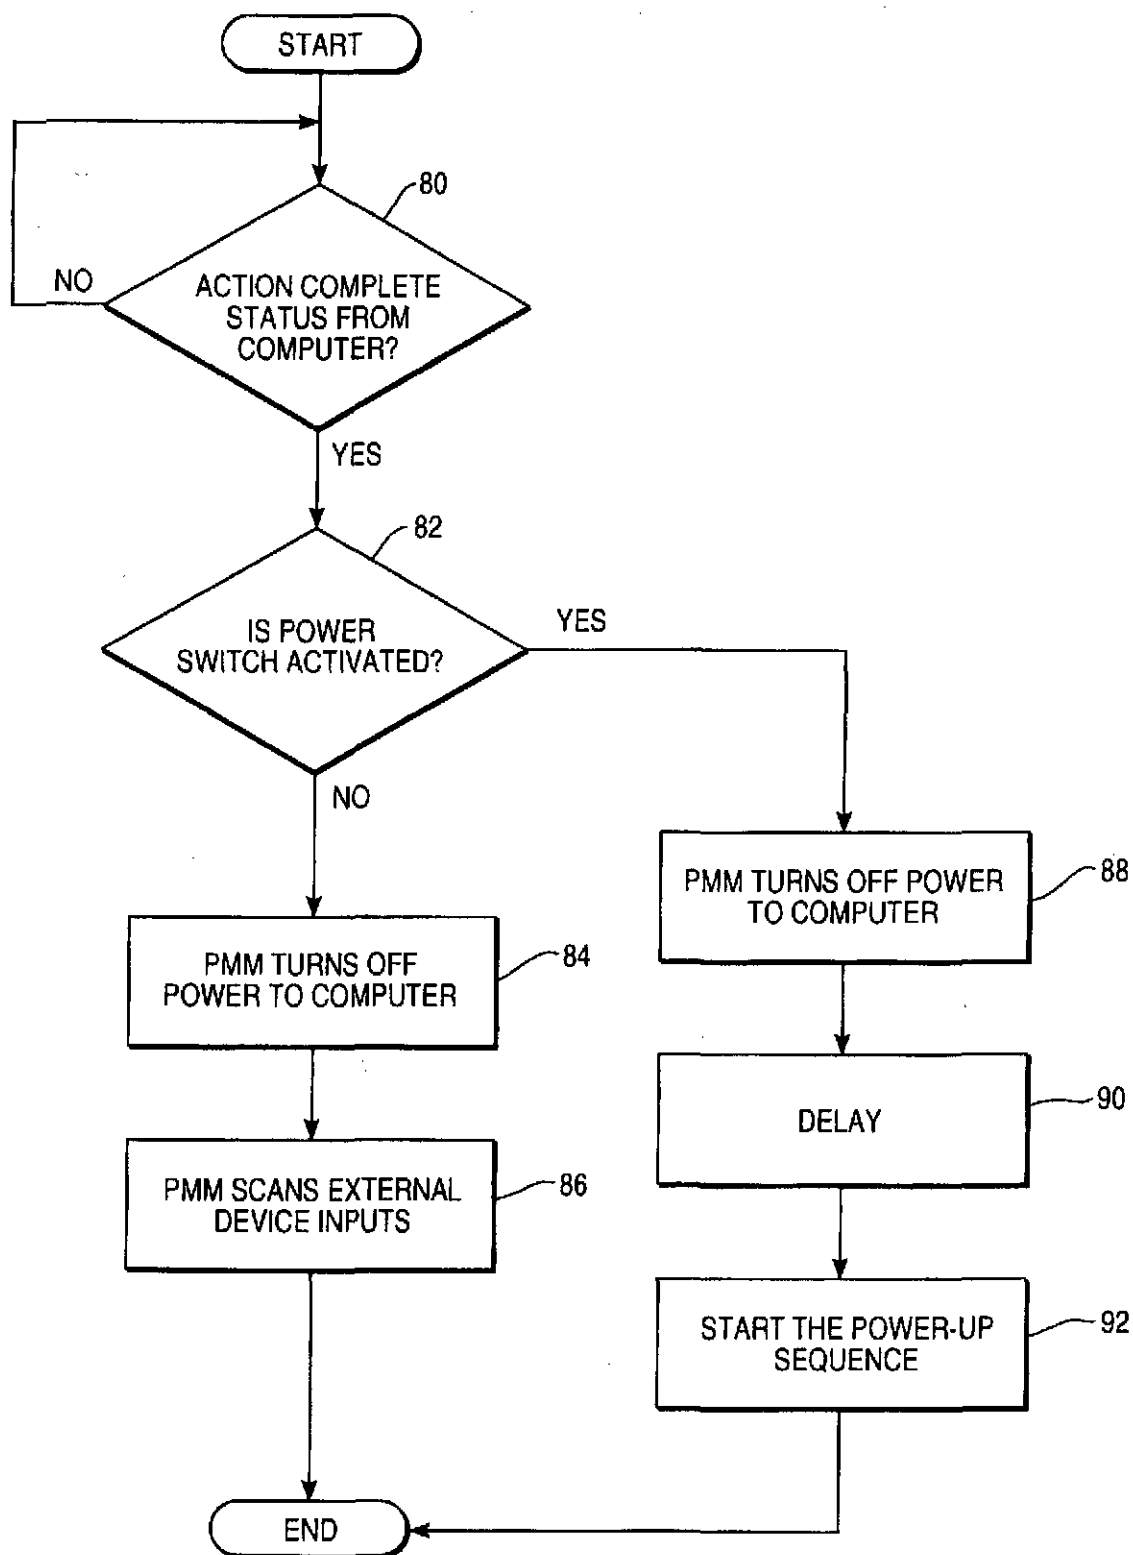 START
80
NO
ACTION COMPLETE
STATUS FROM
COMPUTER?
YES
82
IS POWER
SWITCH ACTIVATED?
YES
NO
PMM TURNS OFF POWER
TO COMPUTER
88
PMM TURNS OFF
POWER TO COMPUTER
84
DELAY
90
PMM SCANS EXTERNAL
DEVICE INPUTS
86
START THE POWER-UP
SEQUENCE
92
END